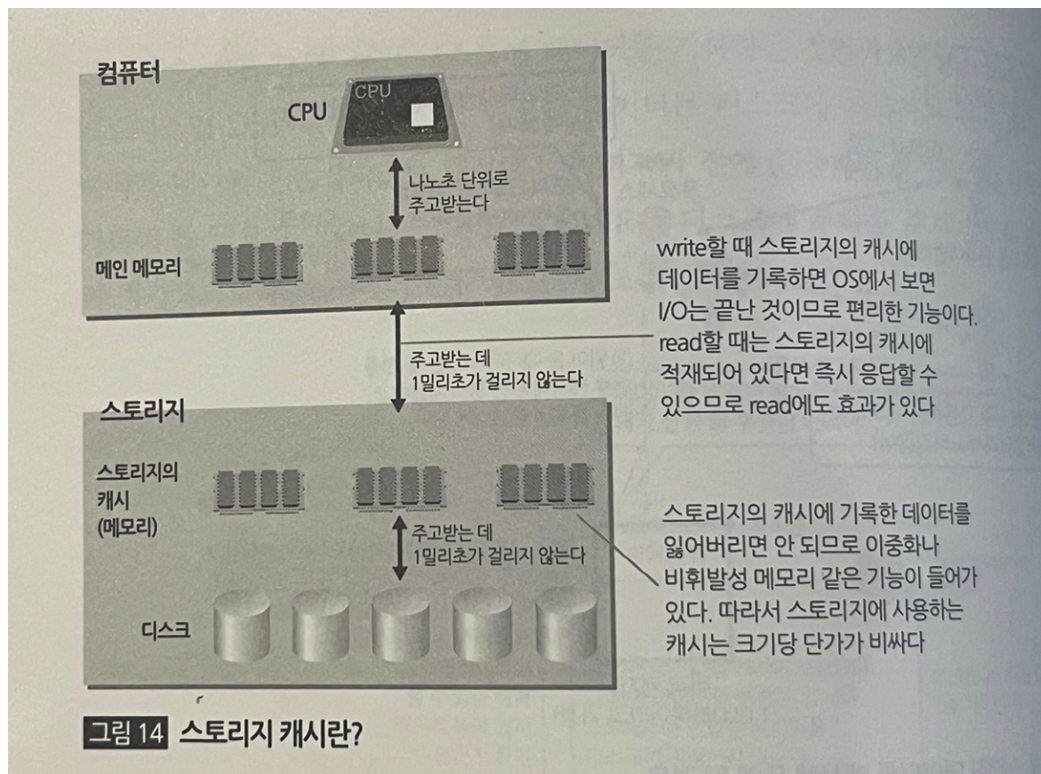 컴퓨터
CPU
CPU
나노초 단위로
주고받는다
메인 메모리
write할 때 스토리지의 캐시에
데이터를 기록하면 OS에서 보면
I/O는 끝난 것이므로 편리한 기능이다.
read할 때는 스토리지의 캐시에
적재되어 있다면 즉시 응답할 수
있으므로 read에도 효과가 있다
주고받는 데
1밀리초가 걸리지 않는다
스토리지
스토리지의
캐시
(메모리)
주고받는 데
1밀리초가 걸리지 않는다
스토리지의 캐시에 기록한 데이터를
잃어버리면 안 되므로 이중화나
비휘발성 메모리 같은 기능이 들어가
있다. 따라서 스토리지에 사용하는
캐시는 크기당 단가가 비싸다
디스크
그림 14 스토리지 캐시란?